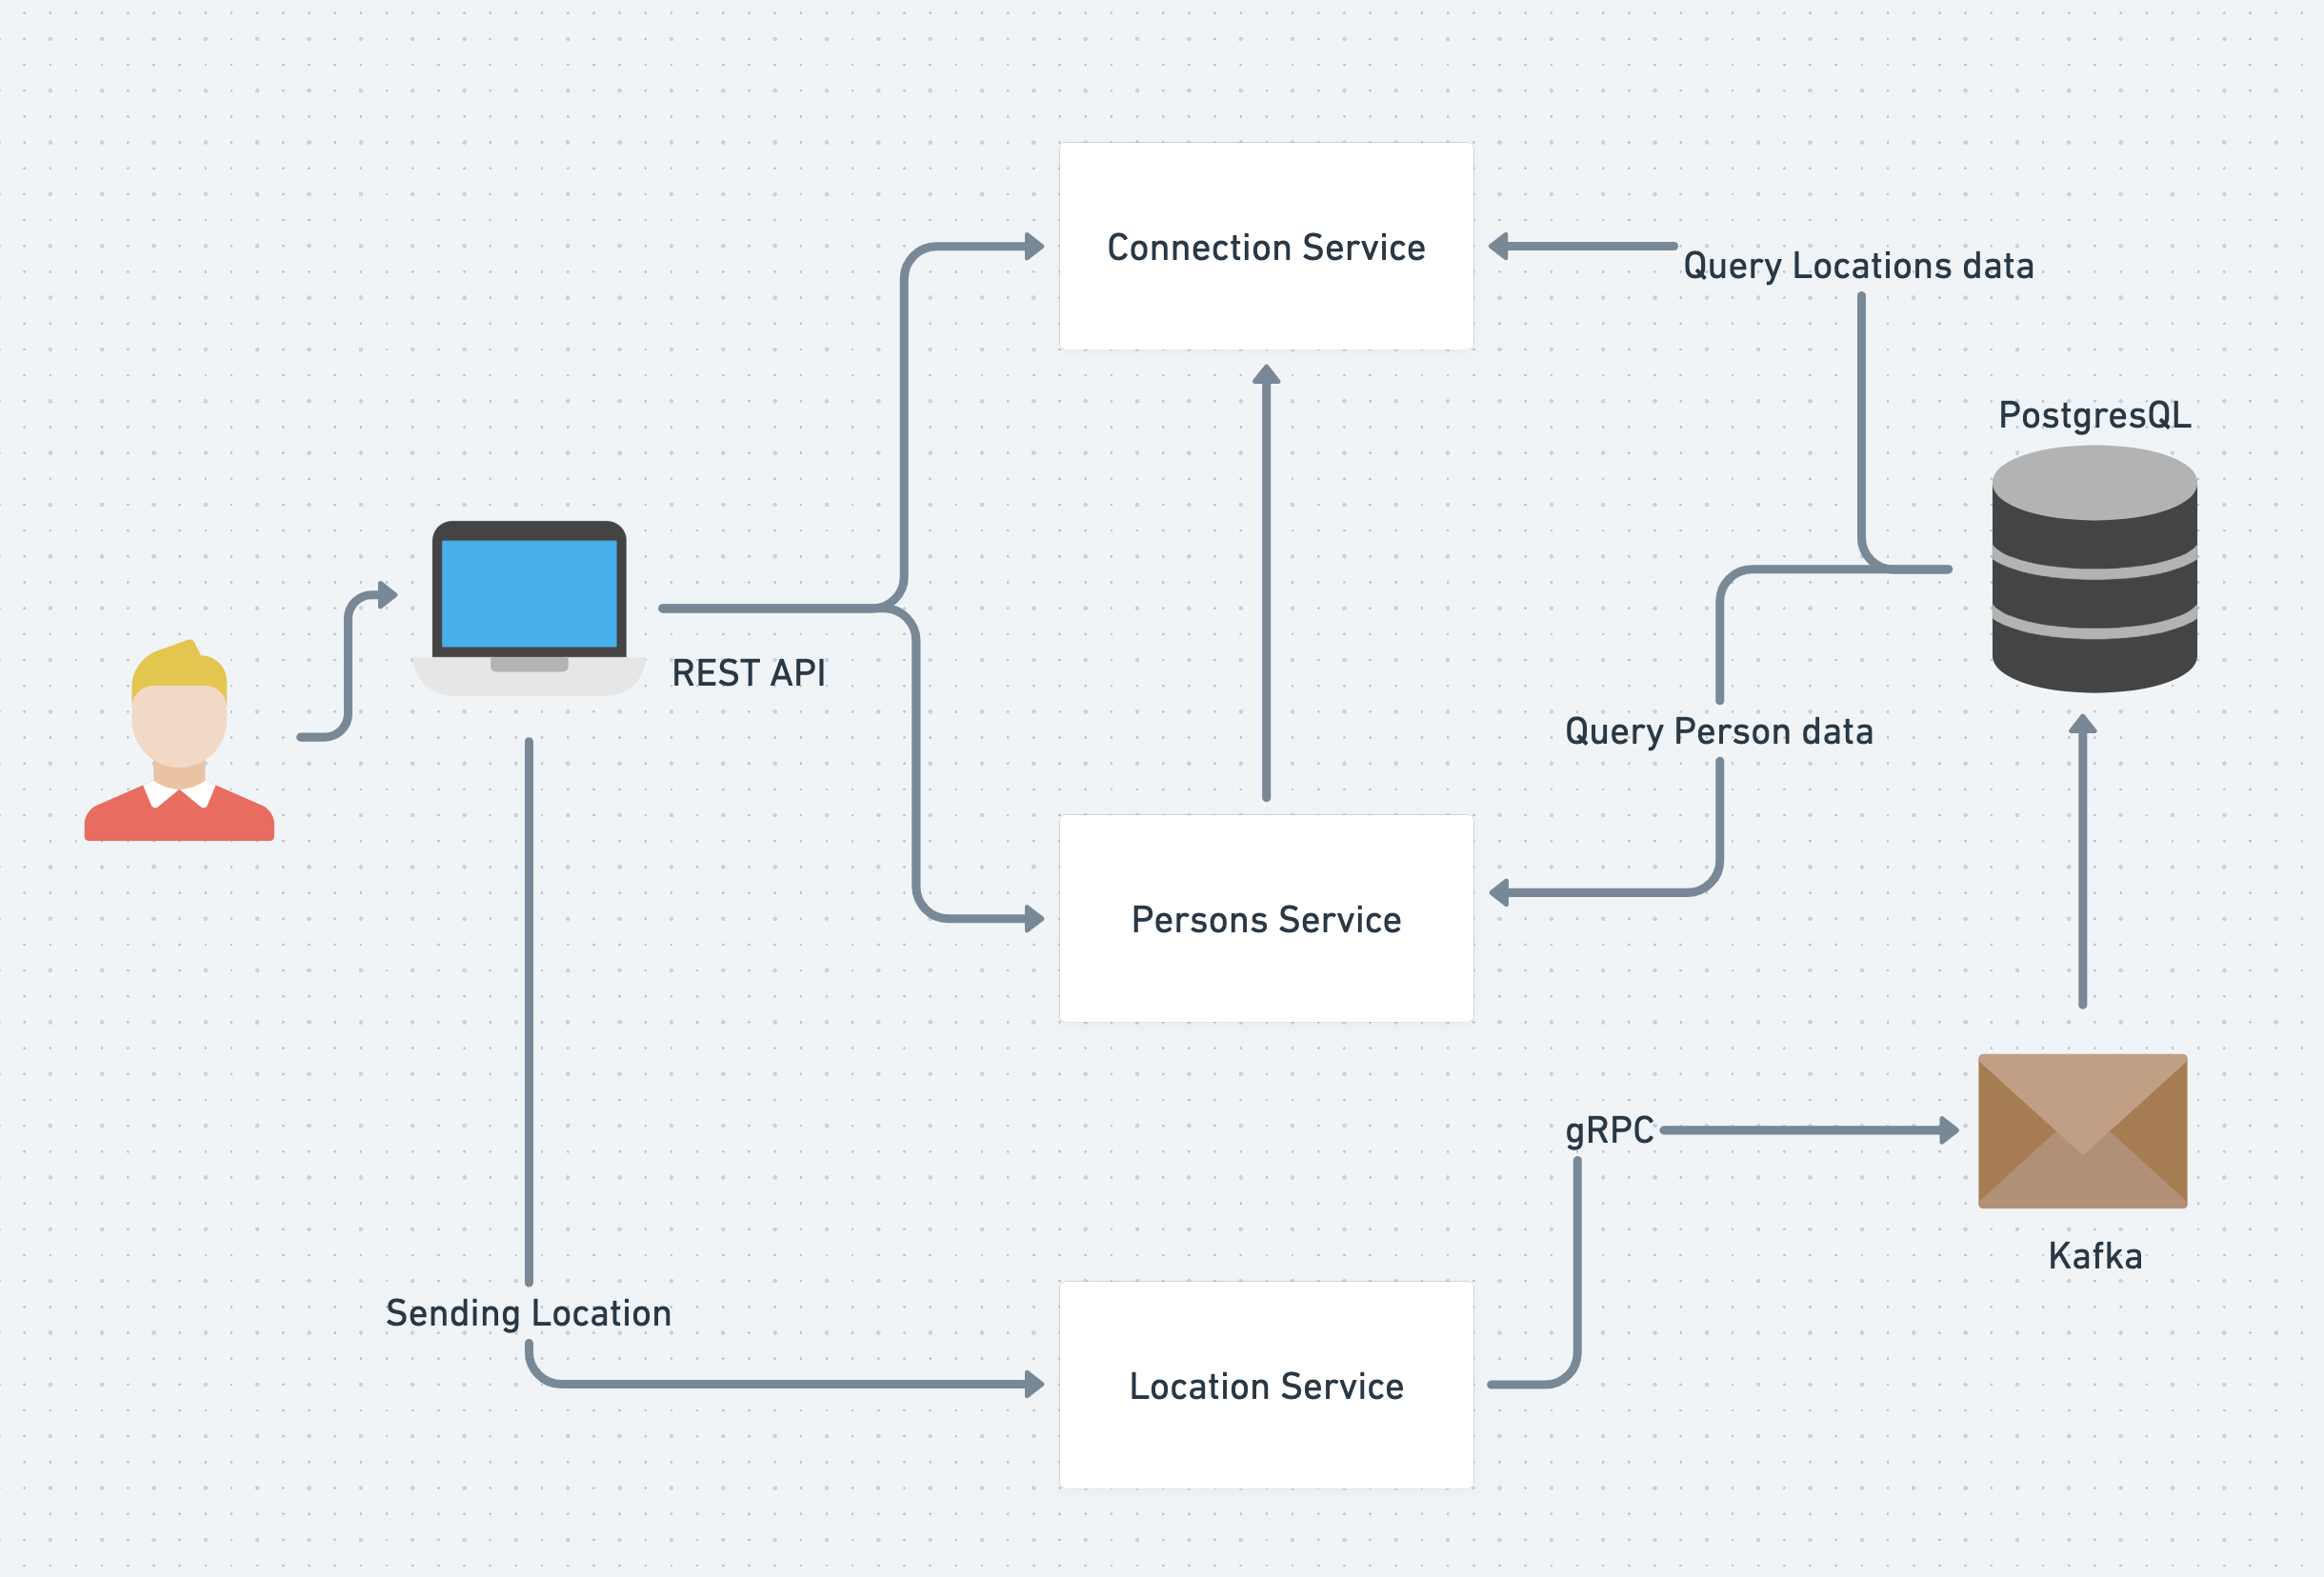 Connection Service
Query Locations data
PostgresQL
REST API
Query Person data
Persons Service
gRPC
Kafka
Sending Location
Location Service